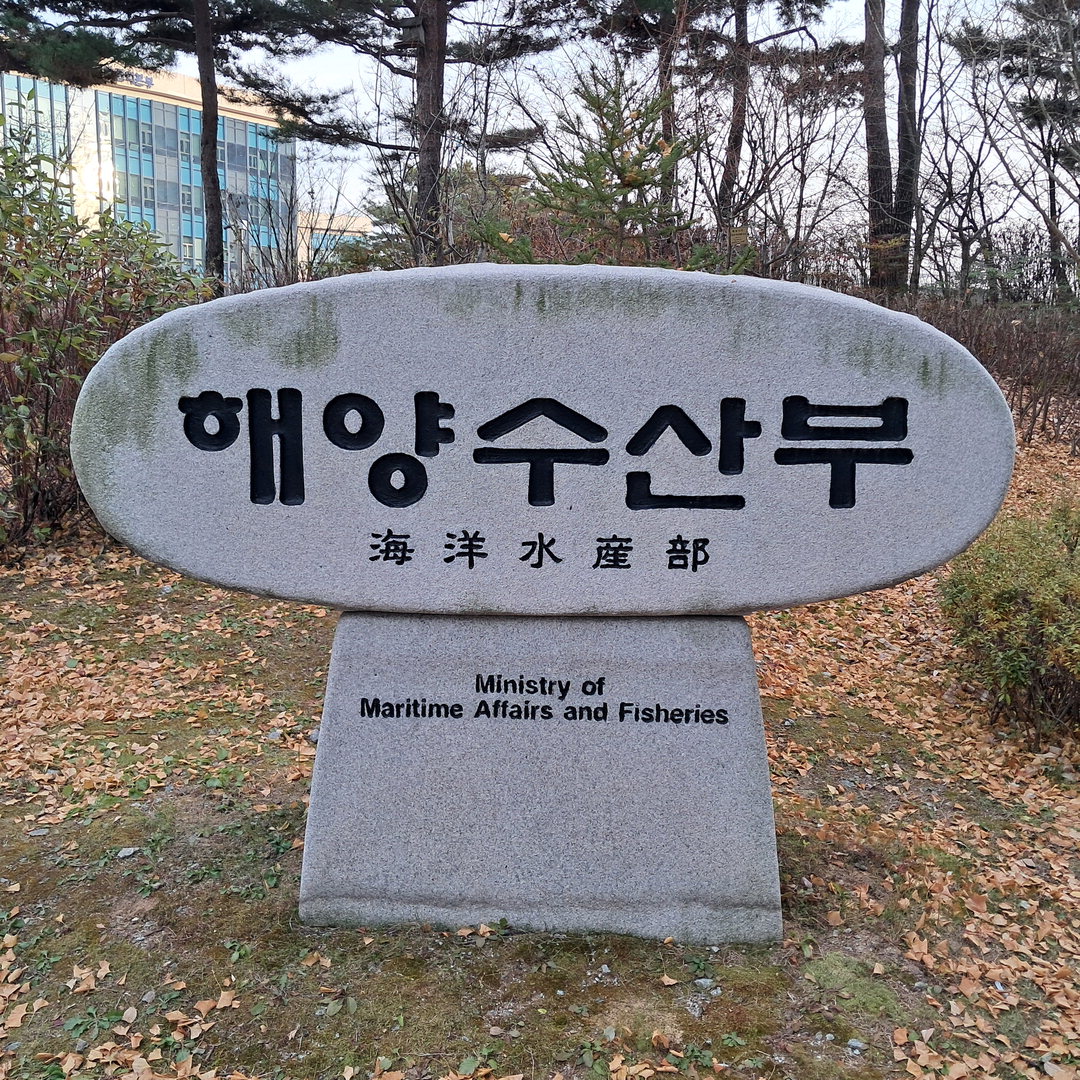 해양수산부
海洋水産部
Ministry of
Maritime Affairs and Fisheries